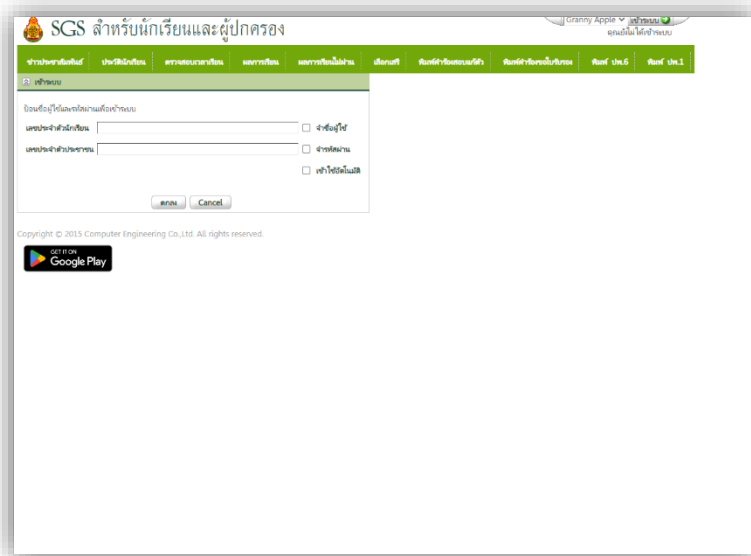 SGS สำหรับนักเรียนและผู้ปกครอง
Granny Apple เข้าระบบ
คุณยังไม่ได้เข้าระบบ
ข่าวประชาสัมพันธ์ ประวัตินักเรียน ตรวจสอบเวลาเรียน ผลการเรียน ผลการเรียนไม่ผ่าน เลือกเสรี พิมพ์คำร้องสอบแก้ตัว พิมพ์คำร้องขอใบรับรอง พิมพ์ ปพ.6 พิมพ์ ปพ.1
เข้าระบบ
ป้อนชื่อผู้ใช้และรหัสผ่านเพื่อเข้าระบบ
เลขประจำตัวนักเรียน จำชื่อผู้ใช้
เลขประจำตัวประชาชน จำรหัสผ่าน
เข้าใช้อัตโนมัติ
ตกลง Cancel
Copyright © 2015 Computer Engineering Co.,Ltd. All rights reserved.
GET IT ON
Google Play